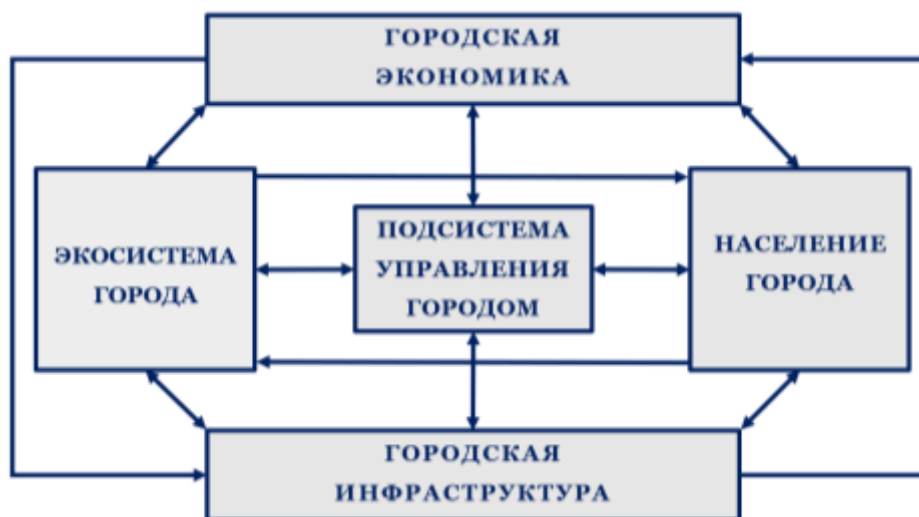 ГОРОДСКАЯ
ЭКОНОМИКА
ЭКОСИСТЕМА
ГОРОДА
ПОДСИСТЕМА
УПРАВЛЕНИЯ
ГОРОДОМ
НАСЕЛЕНИЕ
ГОРОДА
ГОРОДСКАЯ
ИНФРАСТРУКТУРА